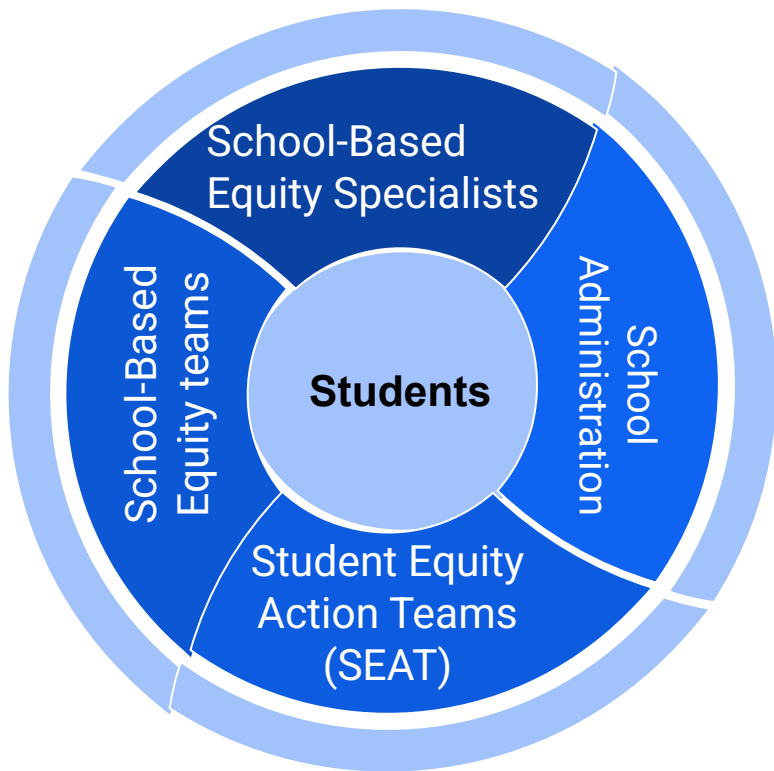 School-Based
Equity Specialists
School
Administration
Students
School-Based
Equity teams
Student Equity
Action Teams
(SEAT)